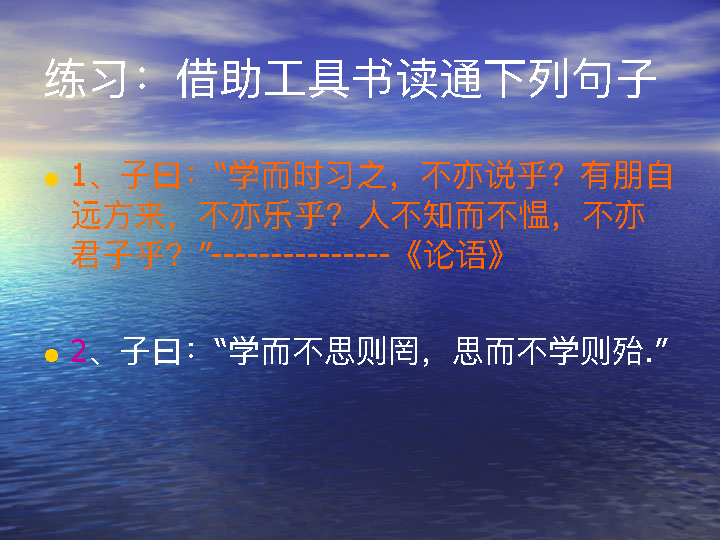 练习：借助工具书读通下列句子
1、子曰：“学而时习之，不亦说乎？有朋自
远方来，不亦乐乎？人不知而不愠，不亦
君子乎？”---------------《论语》
2、子曰：“学而不思则罔，思而不学则殆.”